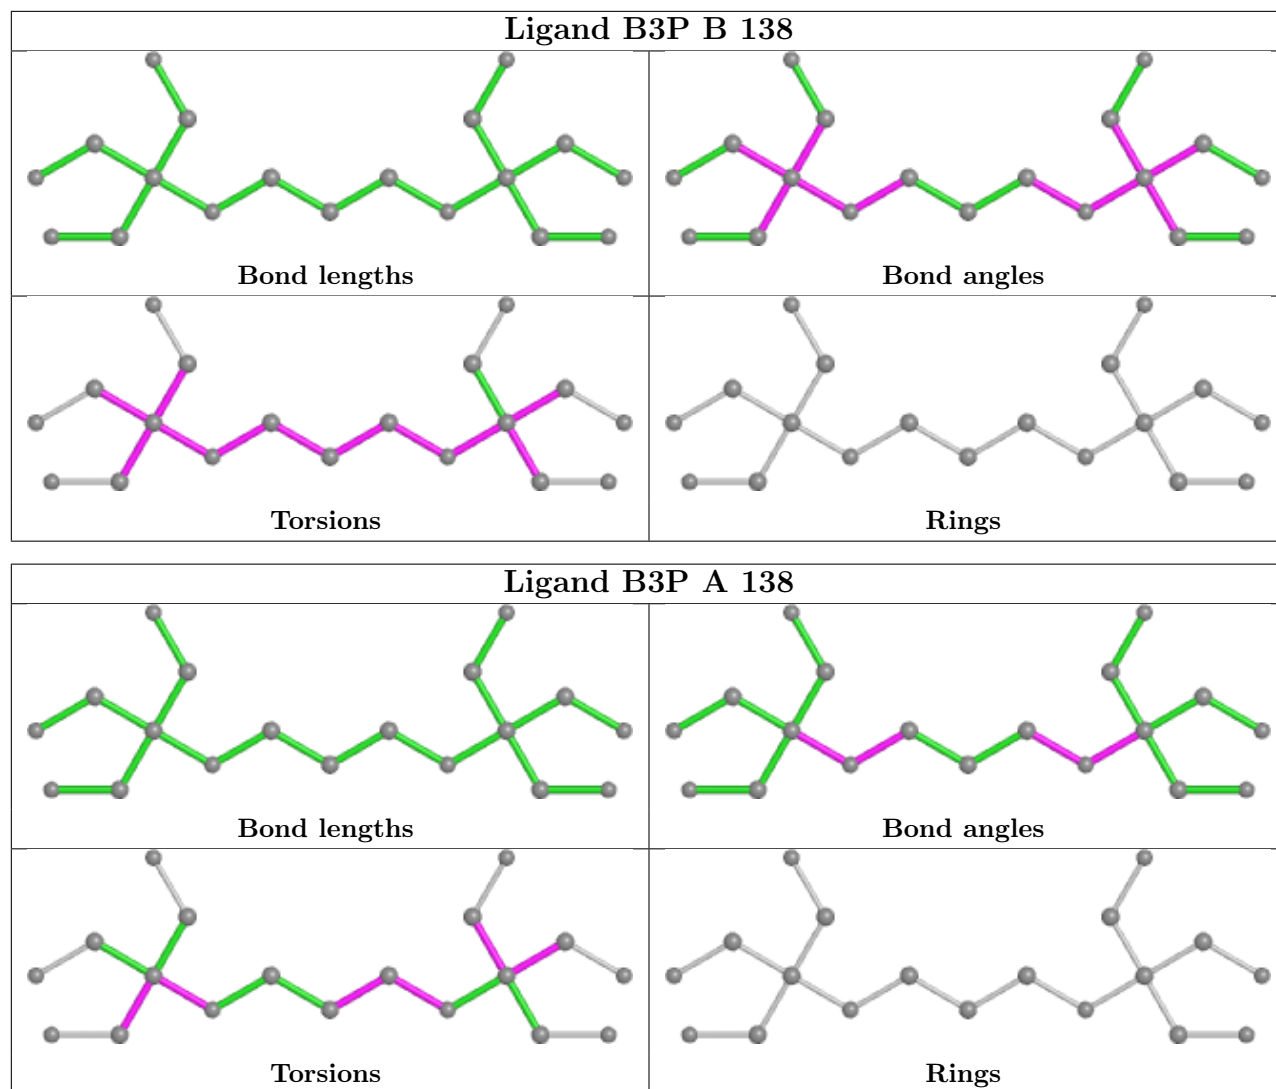 Ligand B3P B 138
Bond lengths
Bond angles
Torsions
Rings
Ligand B3P A 138
Bond lengths
Bond angles
Torsions
Rings